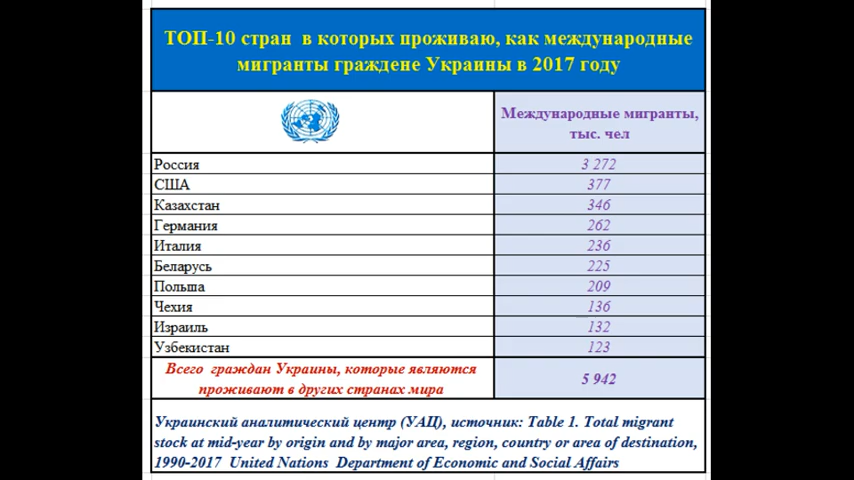 ТОП-10 стран в которых проживаю, как международные
мигранты граждене Украины в 2017 году
Международные мигранты,
тыс. чел
Россия 3 272
США 377
Казахстан 346
Германия 262
Италия 236
Беларусь 225
Польша 209
Чехия 136
Израиль 132
Узбекистан 123
Всего граждан Украины, которые являются
проживают в других странах мира
5 942
Украинский аналитический центр (УАЦ), источник: Table 1. Total migrant
stock at mid-year by origin and by major area, region, country or area of destination,
1990-2017 United Nations Department of Economic and Social Affairs